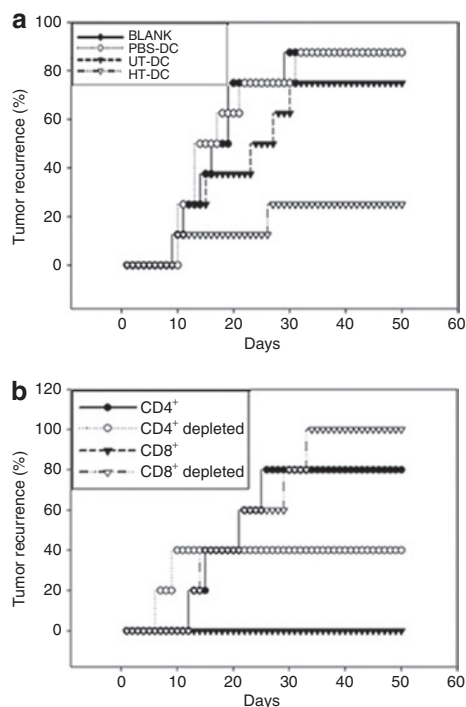 a
100
80
60
40
20
0
Tumor recurrence (%)
BLANK
PBS-DC
UT-DC
HT-DC
0 10 20 30 40 50 60
Days
b
120
100
80
60
40
20
0
Tumor recurrence (%)
CD4+
CD4+ depleted
CD8+
CD8+ depleted
0 10 20 30 40 50 60
Days